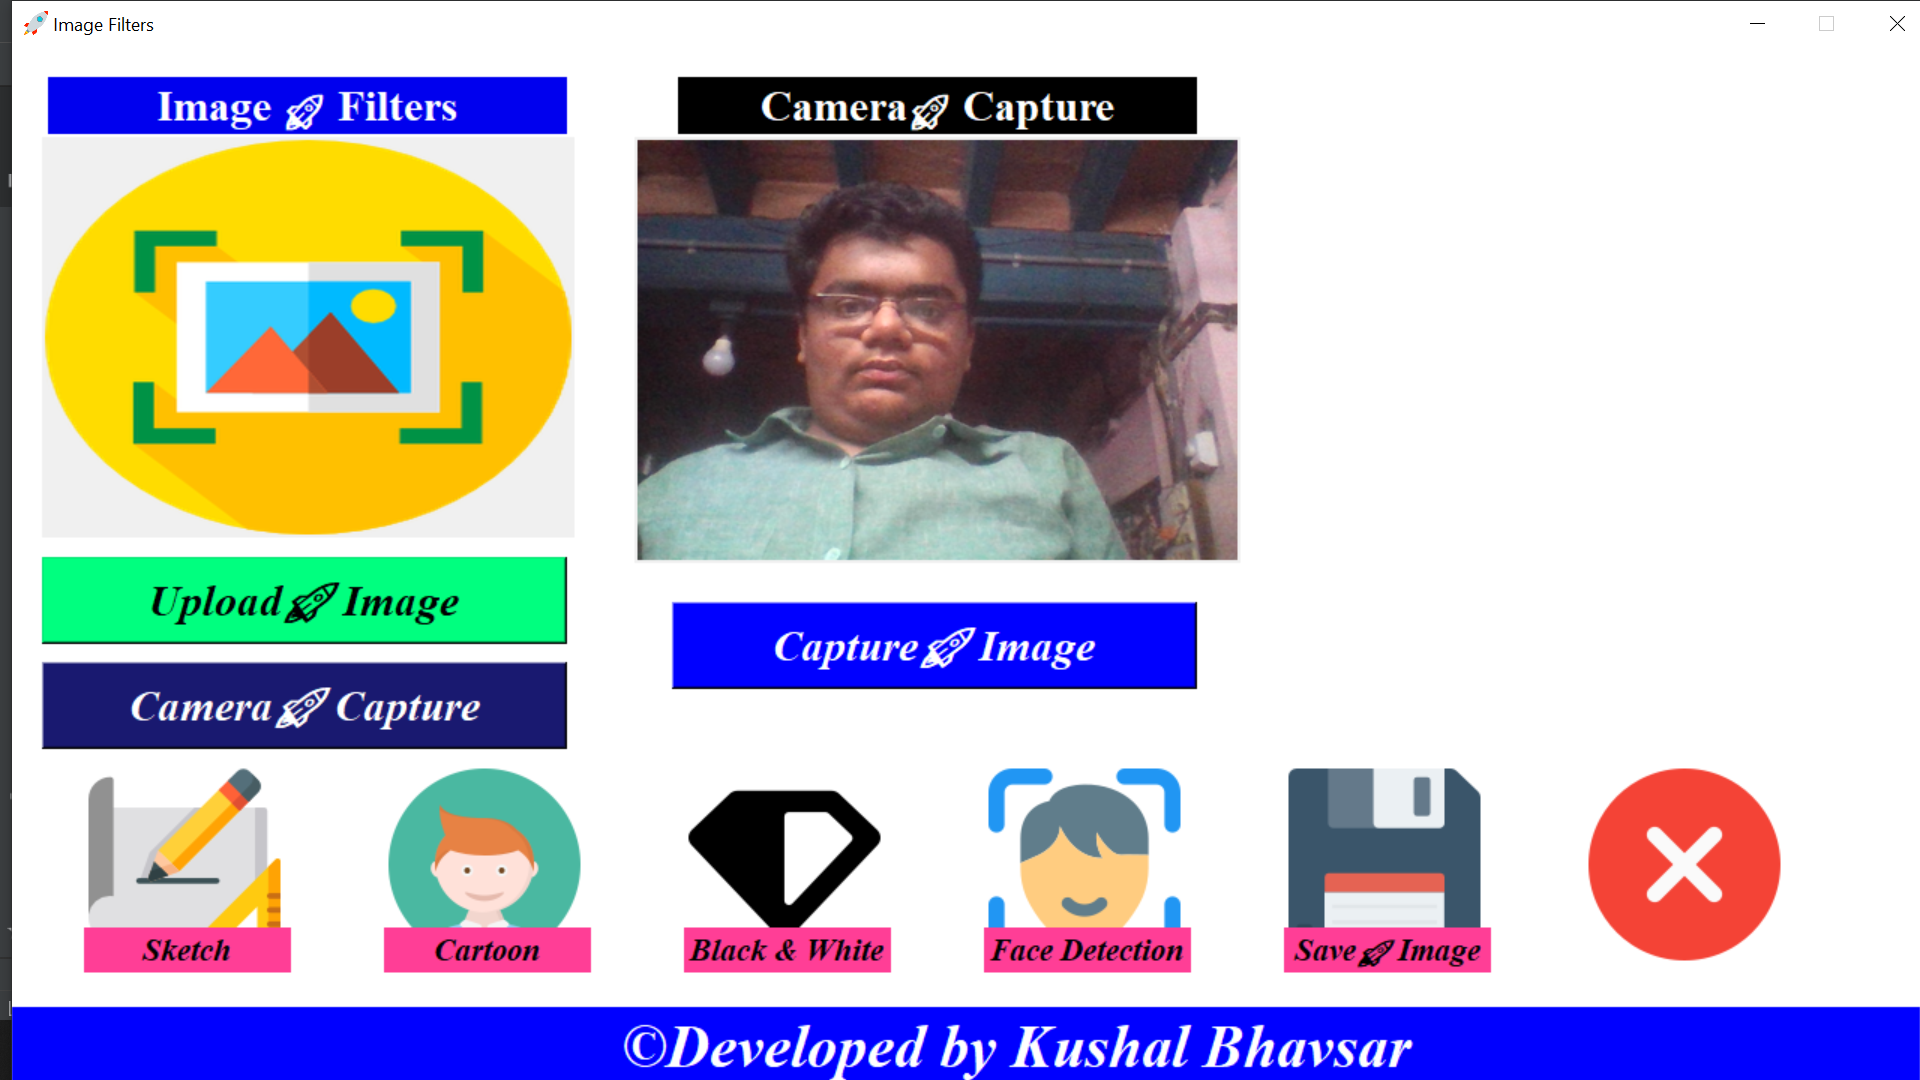 Image Filters
Image 🚀 Filters
Camera🚀 Capture
Upload🚀Image
Capture🚀Image
Camera🚀Capture
Sketch
Cartoon
Black & White
Face Detection
Save🚀Image
©Developed by Kushal Bhavsar